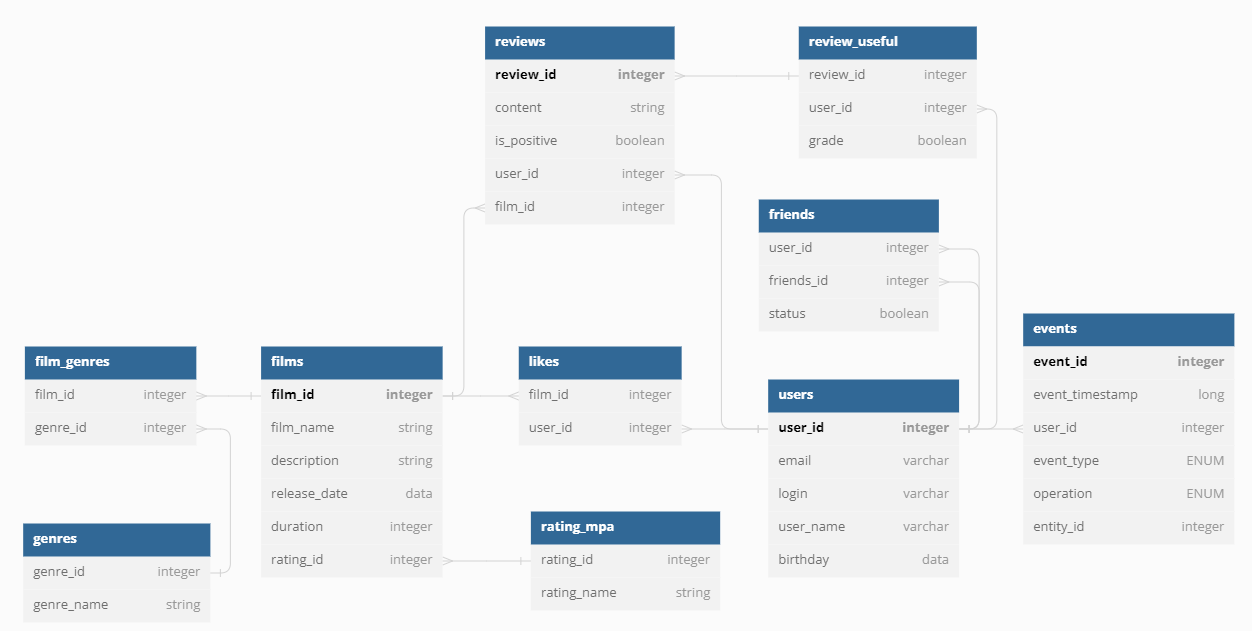 reviews
review_id integer
content string
is_positive boolean
user_id integer
film_id integer
review_useful
review_id integer
user_id integer
grade boolean
friends
user_id integer
friends_id integer
status boolean
events
event_id integer
event_timestamp long
user_id integer
event_type ENUM
operation ENUM
entity_id integer
film_genres
film_id integer
genre_id integer
films
film_id integer
film_name string
description string
release_date data
duration integer
rating_id integer
likes
film_id integer
user_id integer
users
user_id integer
email varchar
login varchar
user_name varchar
birthday data
genres
genre_id integer
genre_name string
rating_mpa
rating_id integer
rating_name string